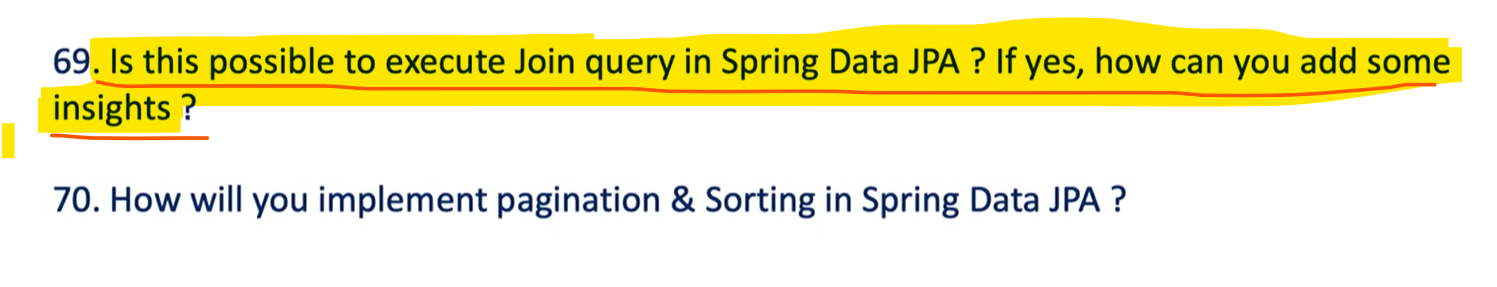 69. Is this possible to execute Join query in Spring Data JPA ? If yes, how can you add some
insights ?
70. How will you implement pagination & Sorting in Spring Data JPA ?